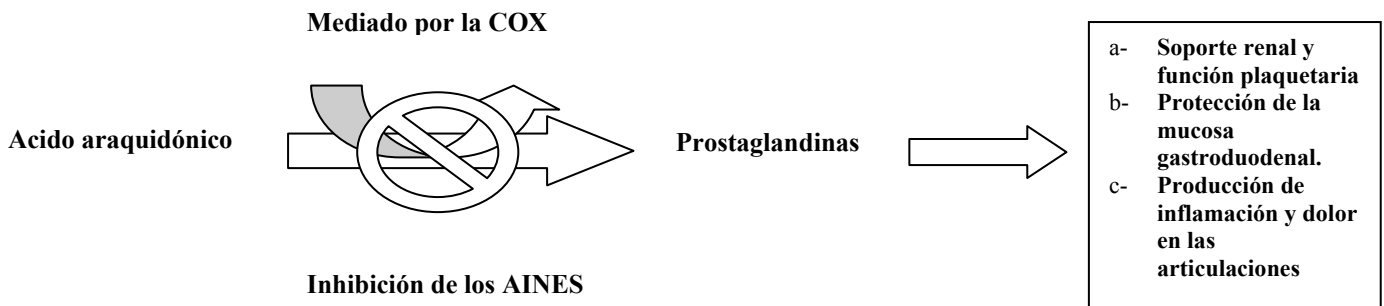 Mediado por la COX
Acido araquidónico
Prostaglandinas
Inhibición de los AINES
a- Soporte renal y
función plaquetaria
b- Protección de la
mucosa
gastroduodenal.
c- Producción de
inflamación y dolor
en las
articulaciones